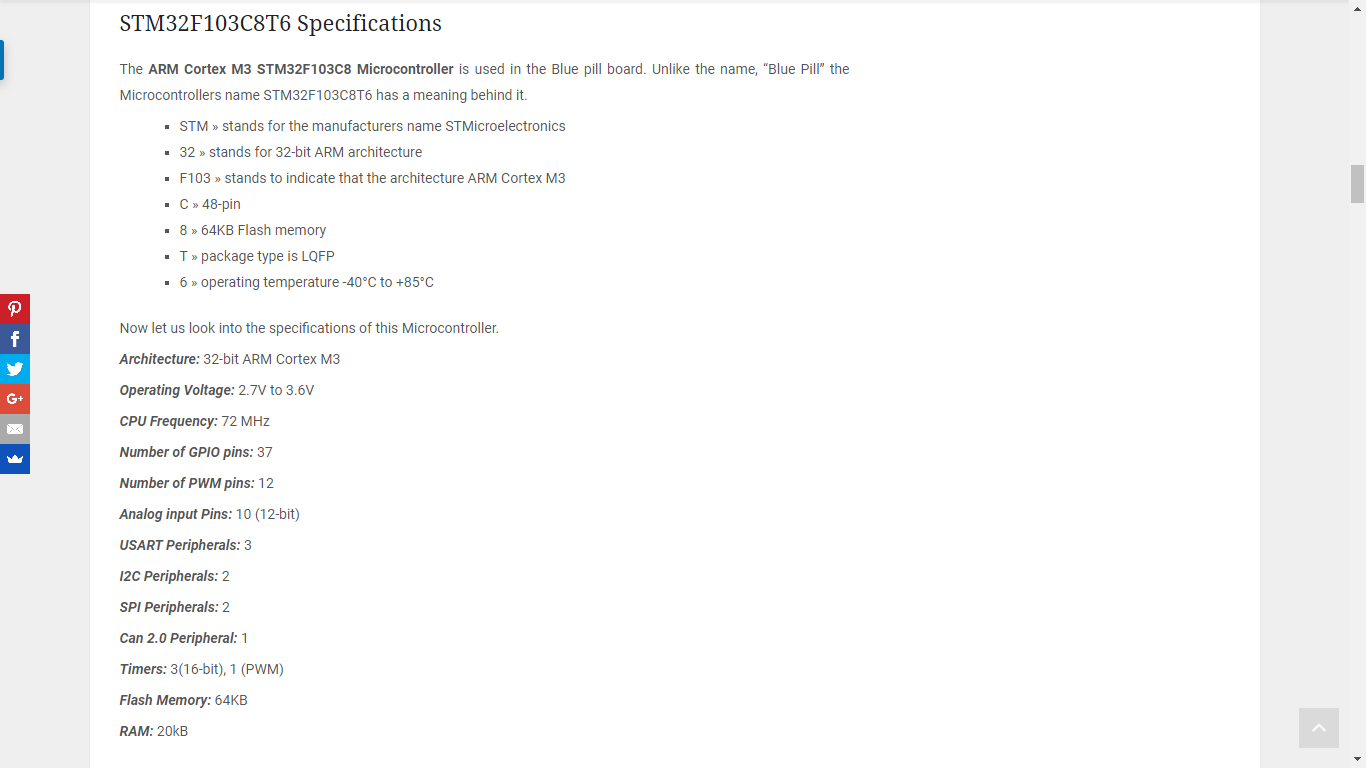 STM32F103C8T6 Specifications
The ARM Cortex M3 STM32F103C8 Microcontroller is used in the Blue pill board. Unlike the name, “Blue Pill” the
Microcontrollers name STM32F103C8T6 has a meaning behind it.
▪ STM » stands for the manufacturers name STMicroelectronics
▪ 32 » stands for 32-bit ARM architecture
▪ F103 » stands to indicate that the architecture ARM Cortex M3
▪ C » 48-pin
▪ 8 » 64KB Flash memory
▪ T » package type is LQFP
▪ 6 » operating temperature -40°C to +85°C
Now let us look into the specifications of this Microcontroller.
Architecture: 32-bit ARM Cortex M3
Operating Voltage: 2.7V to 3.6V
CPU Frequency: 72 MHz
Number of GPIO pins: 37
Number of PWM pins: 12
Analog input Pins: 10 (12-bit)
USART Peripherals: 3
I2C Peripherals: 2
SPI Peripherals: 2
Can 2.0 Peripheral: 1
Timers: 3(16-bit), 1 (PWM)
Flash Memory: 64KB
RAM: 20kB
G+